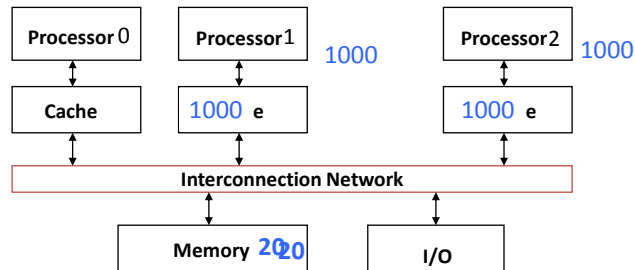 Processor 0 Processor 1 Processor 2
1000 1000
Cache 1000 e 1000 e
Interconnection Network
Memory 20 20
I/O